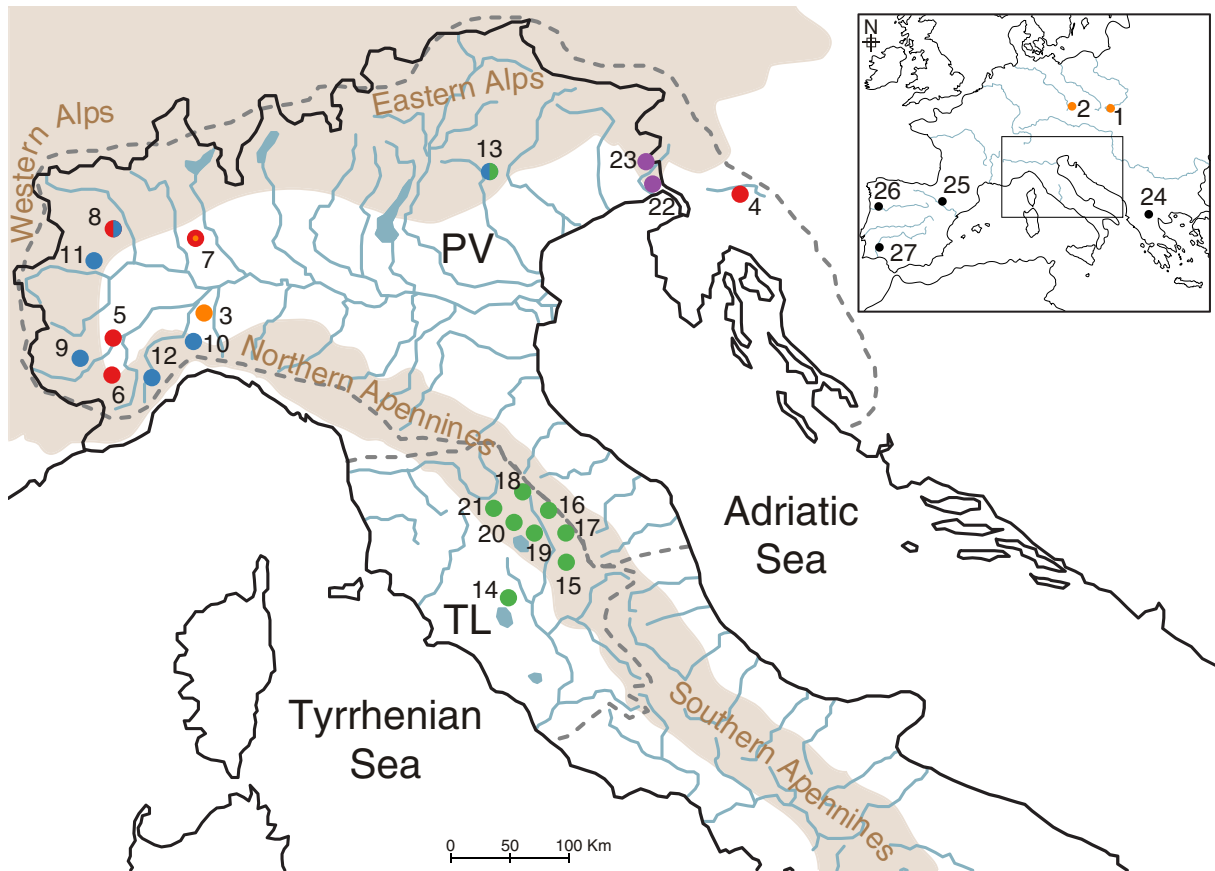 N
2
1
26
25
24
27
Western Alps
Eastern Alps
13
23
22
4
8
11
7
PV
5
3
9
12
10
6
Northern Apennines
18
21
16
20
17
19
15
14
TL
Adriatic
Sea
Tyrrhenian
Sea
Southern Apennines
0 50 100 Km